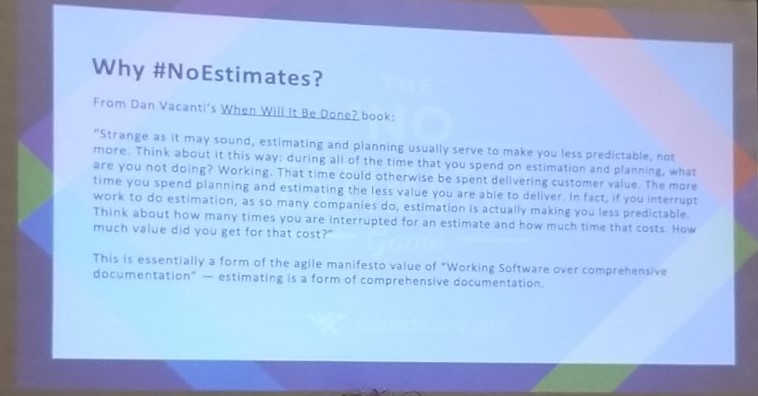 Why #NoEstimates?
From Dan Vacanti's When Will It Be Done? book:
"Strange as it may sound, estimating and planning usually serve to make you less predictable, not
more. Think about it this way: during all of the time that you spend on estimation and planning, what
are you not doing? Working. That time could otherwise be spent delivering customer value. The more
time you spend planning and estimating the less value you are able to deliver. In fact, if you interrupt
work to do estimation, as so many companies do, estimation is actually making you less predictable.
Think about how many times you are interrupted for an estimate and how much time that costs. How
much value did you get for that cost?"
This is essentially a form of the agile manifesto value of "Working Software over comprehensive
documentation" — estimating is a form of comprehensive documentation.
THE
NO
Game